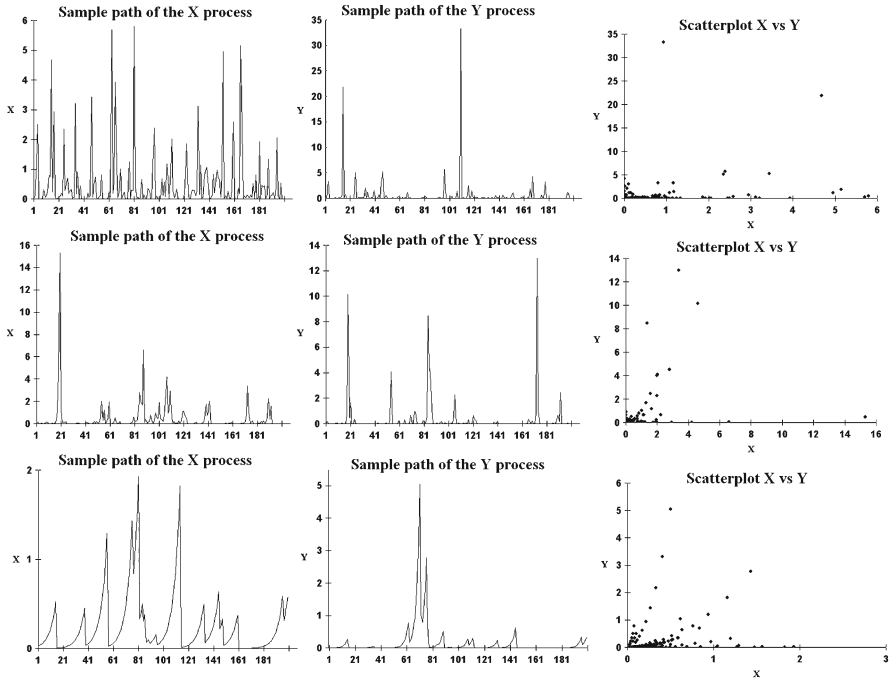 Sample path of the X process
6
5
4
3
2
1
0
X
1 21 41 61 81 101 121 141 161 181
Sample path of the Y process
35
30
25
20
15
10
5
0
Y
1 21 41 61 81 101 121 141 161 181
Scatterplot X vs Y
35
30
25
20
15
10
5
0
Y
0 1 2 3 4 5 6
X
Sample path of the X process
16
14
12
10
8
6
4
2
0
X
1 21 41 61 81 101 121 141 161 181
Sample path of the Y process
14
12
10
8
6
4
2
0
Y
1 21 41 61 81 101 121 141 161 181
Scatterplot X vs Y
14
12
10
8
6
4
2
0
Y
0 2 4 6 8 10 12 14 16
X
Sample path of the X process
2
X 1
0
1 21 41 61 81 101 121 141 161 181
Sample path of the Y process
5
4
3
2
1
0
Y
1 21 41 61 81 101 121 141 161 181
Scatterplot X vs Y
6
5
4
3
2
1
0
Y
0 1 2 3
X